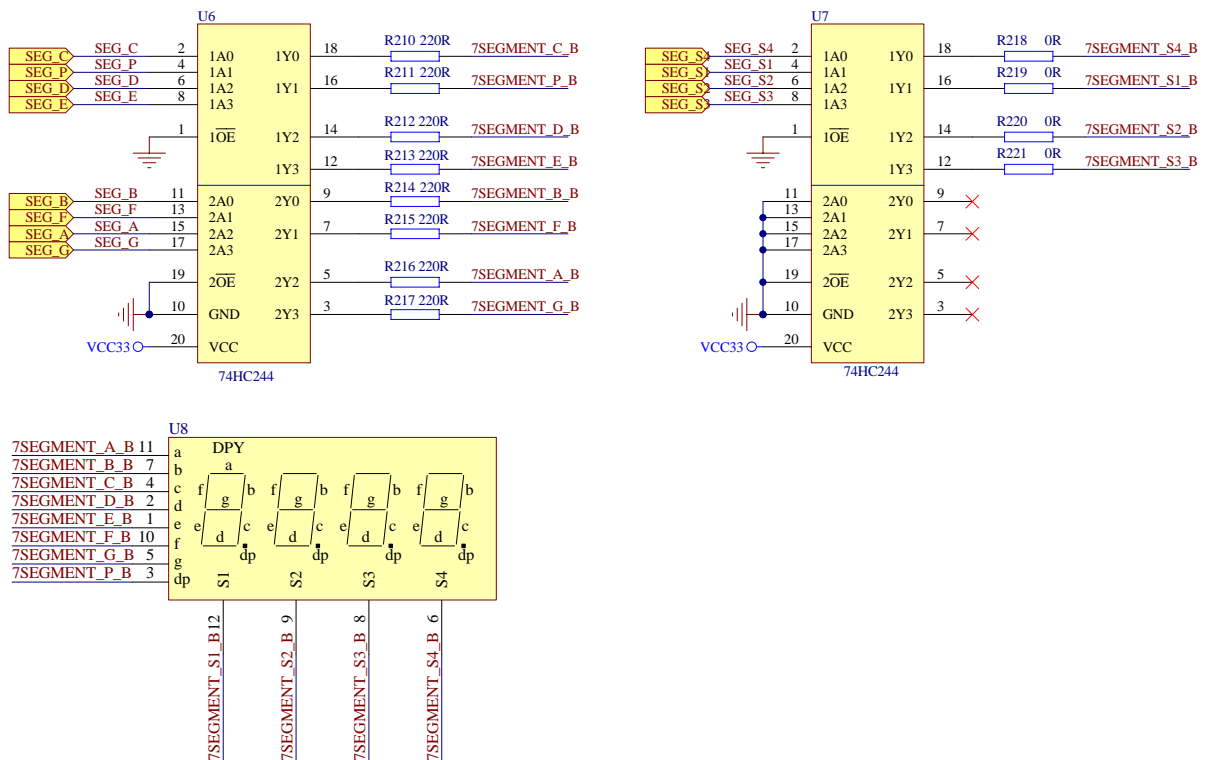 U6
SEG_C SEG_C 2 1A0 1Y0 18 R210 220R 7SEGMENT_C_B
SEG_P SEG_P 4 1A1 1Y1 16 R211 220R 7SEGMENT_P_B
SEG_D SEG_D 6 1A2
SEG_E SEG_E 8 1A3
1 1OE 1Y2 14 R212 220R 7SEGMENT_D_B
1Y3 12 R213 220R 7SEGMENT_E_B
SEG_B SEG_B 11 2A0 2Y0 9 R214 220R 7SEGMENT_B_B
SEG_F SEG_F 13 2A1
SEG_A SEG_A 15 2A2 2Y1 7 R215 220R 7SEGMENT_F_B
SEG_G SEG_G 17 2A3
19 2OE 2Y2 5 R216 220R 7SEGMENT_A_B
10 GND 2Y3 3 R217 220R 7SEGMENT_G_B
VCC33 20 VCC
74HC244
U7
SEG_S4 SEG_S4 2 1A0 1Y0 18 R218 0R 7SEGMENT_S4_B
SEG_S1 SEG_S1 4 1A1 1Y1 16 R219 0R 7SEGMENT_S1_B
SEG_S2 SEG_S2 6 1A2
SEG_S3 SEG_S3 8 1A3
1 1OE 1Y2 14 R220 0R 7SEGMENT_S2_B
1Y3 12 R221 0R 7SEGMENT_S3_B
11 2A0 2Y0 9
13 2A1
15 2A2 2Y1 7
17 2A3
19 2OE 2Y2 5
10 GND 2Y3 3
VCC33 20 VCC
74HC244
U8
DPY
7SEGMENT_A_B 11 a
7SEGMENT_B_B 7 b
7SEGMENT_C_B 4 c
7SEGMENT_D_B 2 d
7SEGMENT_E_B 1 e
7SEGMENT_F_B 10 f
7SEGMENT_G_B 5 g
7SEGMENT_P_B 3 dp
a
f b f b f b f b
g g g g
e c e c e c e c
d d d d
dp dp dp dp
S1 S2 S3 S4
7SEGMENT_S1_B 12
7SEGMENT_S2_B 9
7SEGMENT_S3_B 8
7SEGMENT_S4_B 6